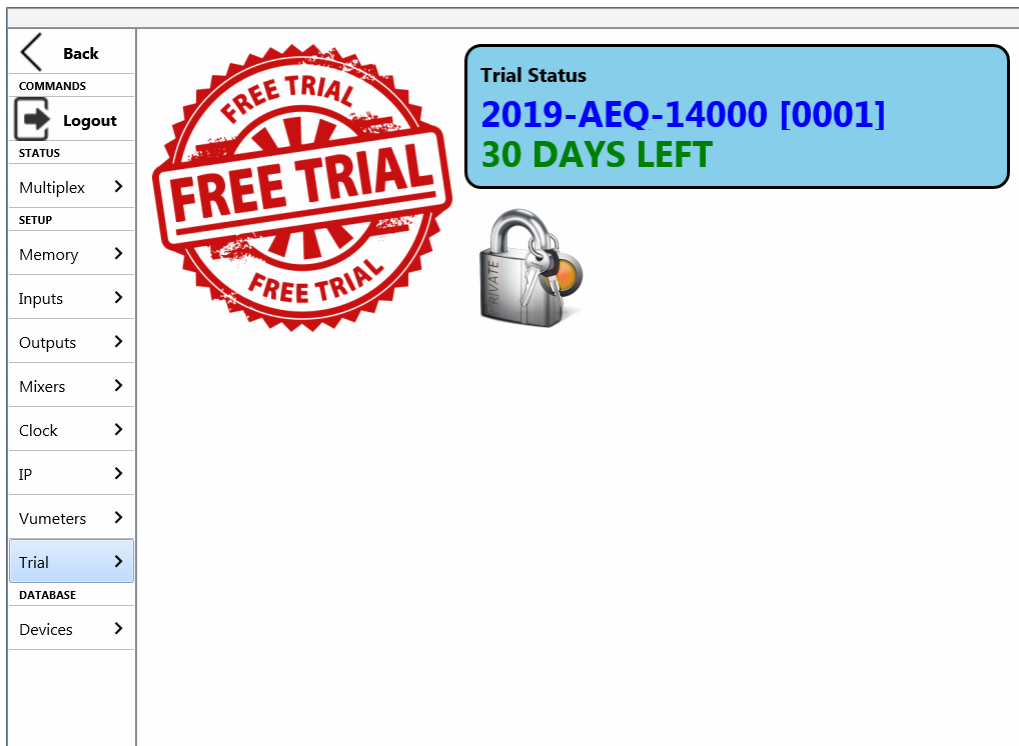 Back
COMMANDS
Logout
STATUS
Multiplex
SETUP
Memory
Inputs
Outputs
Mixers
Clock
IP
Vumeters
Trial
DATABASE
Devices
FREE TRIAL
FREE TRIAL
FREE TRIAL
Trial Status
2019-AEQ-14000 [0001]
30 DAYS LEFT
RIVATE